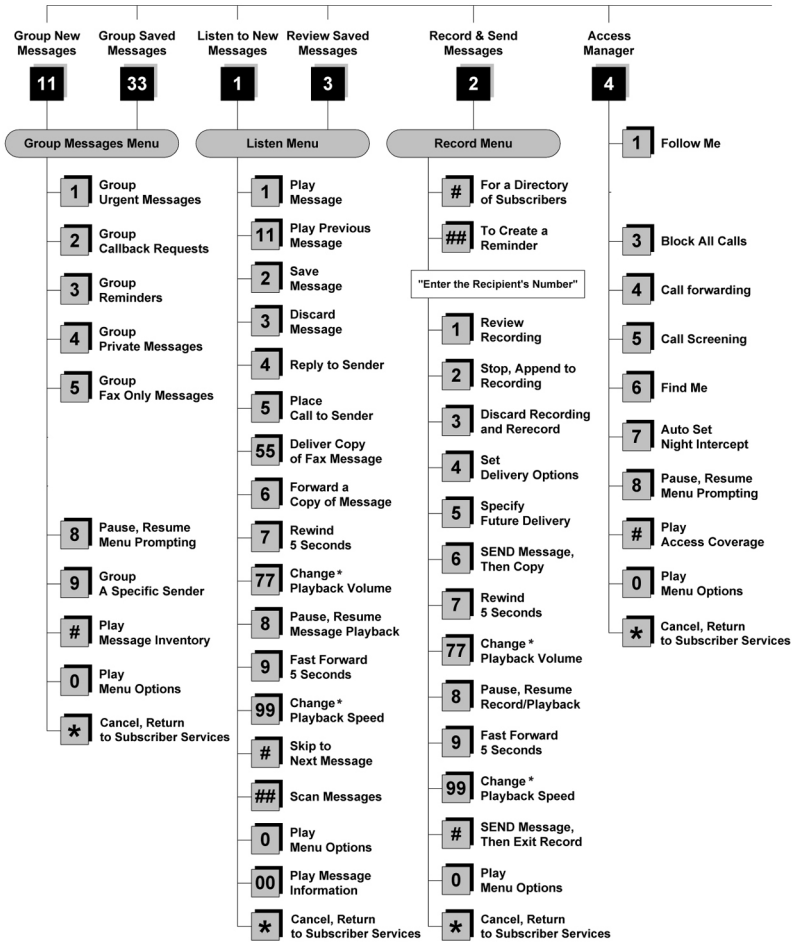 Group New
Messages
11
Group Saved
Messages
33
Listen to New
Messages
1
Review Saved
Messages
3
Record & Send
Messages
2
Access
Manager
4
Group Messages Menu
1
Group
Urgent Messages
2
Group
Callback Requests
3
Group
Reminders
4
Group
Private Messages
5
Group
Fax Only Messages
8
Pause, Resume
Menu Prompting
9
Group
A Specific Sender
#
Play
Message Inventory
0
Play
Menu Options
*
Cancel, Return
to Subscriber Services
Listen Menu
1
Play
Message
11
Play Previous
Message
2
Save
Message
3
Discard
Message
4
Reply to Sender
5
Place
Call to Sender
55
Deliver Copy
of Fax Message
6
Forward a
Copy of Message
7
Rewind
5 Seconds
77
Change *
Playback Volume
8
Pause, Resume
Message Playback
9
Fast Forward
5 Seconds
99
Change *
Playback Speed
#
Skip to
Next Message
##
Scan Messages
0
Play
Menu Options
00
Play Message
Information
*
Cancel, Return
to Subscriber Services
Record Menu
#
For a Directory
of Subscribers
##
To Create a
Reminder
"Enter the Recipient's Number"
1
Review
Recording
2
Stop, Append to
Recording
3
Discard Recording
and Rerecord
4
Set
Delivery Options
5
Specify
Future Delivery
6
SEND Message,
Then Copy
7
Rewind
5 Seconds
77
Change *
Playback Volume
8
Pause, Resume
Record/Playback
9
Fast Forward
5 Seconds
99
Change *
Playback Speed
#
SEND Message,
Then Exit Record
0
Play
Menu Options
*
Cancel, Return
to Subscriber Services
1
Follow Me
3
Block All Calls
4
Call forwarding
5
Call Screening
6
Find Me
7
Auto Set
Night Intercept
8
Pause, Resume
Menu Prompting
#
Play
Access Coverage
0
Play
Menu Options
*
Cancel, Return
to Subscriber Services